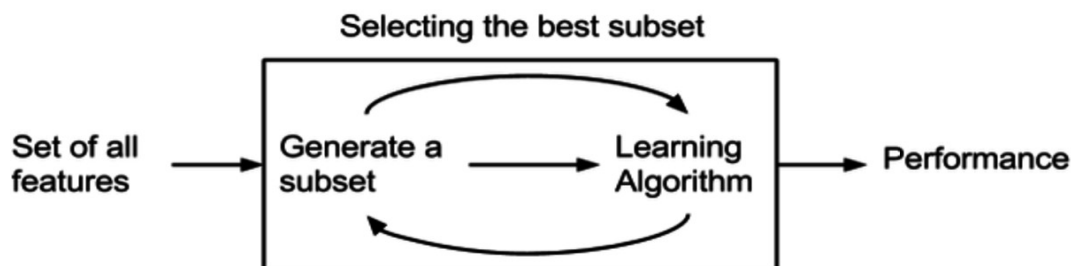 Selecting the best subset
Set of all
features
Generate a
subset
Learning
Algorithm
Performance